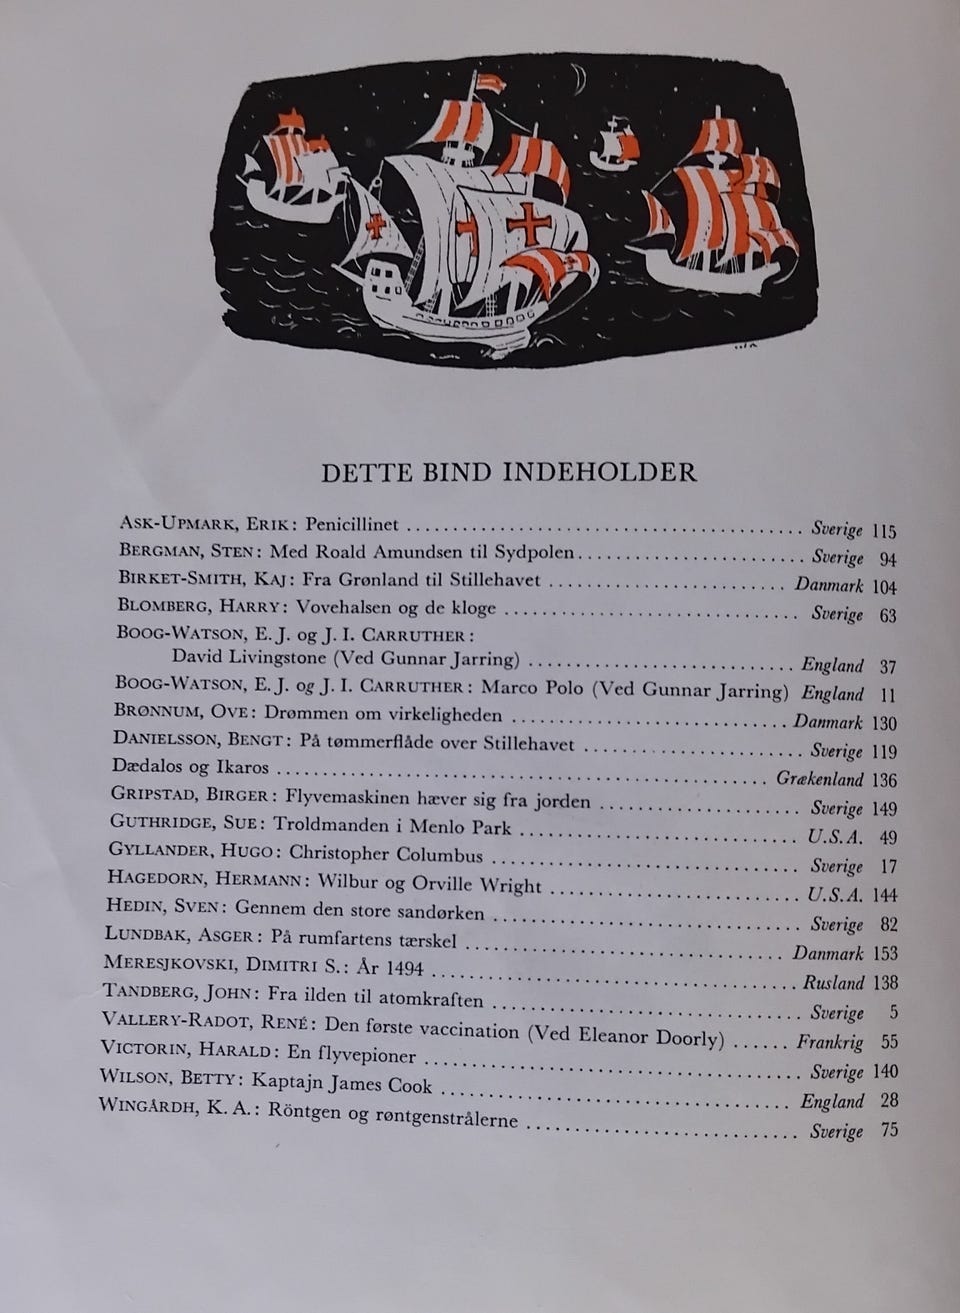 DETTE BIND INDEHOLDER
ASK-UPMARK, ERIK: Penicillinet ........................................ Sverige 115
BERGMAN, STEN: Med Roald Amundsen til Sydpolen........................ Sverige 94
BIRKET-SMITH, KAJ: Fra Grønland til Stillehavet ........................ Danmark 104
BLOMBERG, HARRY: Vovehalsen og de kloge .............................. Sverige 63
BOOG-WATSON, E. J. og J. I. CARRUTHER:
David Livingstone (Ved Gunnar Jarring) ........................... England 37
BOOG-WATSON, E. J. og J. I. CARRUTHER: Marco Polo (Ved Gunnar Jarring) England 11
BRØNNUM, OVE: Drømmen om virkeligheden ............................ Danmark 130
DANIELSSON, BENGT: På tømmerflåde over Stillehavet ...................... Sverige 119
Dædalos og Ikaros .................................................. Grækenland 136
GRIPSTAD, BIRGER: Flyvemaskinen hæver sig fra jorden .................... Sverige 149
GUTHRIDGE, SUE: Troldmanden i Menlo Park ............................ U.S.A. 49
GYLLANDER, HUGO: Christopher Columbus ............................... Sverige 17
HAGEDORN, HERMANN: Wilbur og Orville Wright ......................... U.S.A. 144
HEDIN, SVEN: Gennem den store sandørken ............................... Sverige 82
LUNDBAK, ASGER: På rumfartens tærskel ................................ Danmark 153
MERESJKOVSKI, DIMITRI S.: År 1494 ..................................... Rusland 138
TANDBERG, JOHN: Fra ilden til atomkraften ............................... Sverige 5
VALLERY-RADOT, RENÉ: Den første vaccination (Ved Eleanor Doorly) ...... Frankrig 55
VICTORIN, HARALD: En flyvepioner ...................................... Sverige 140
WILSON, BETTY: Kaptajn James Cook ................................... England 28
WINGÅRDH, K. A.: Röntgen og røntgenstrålerne ........................... Sverige 75